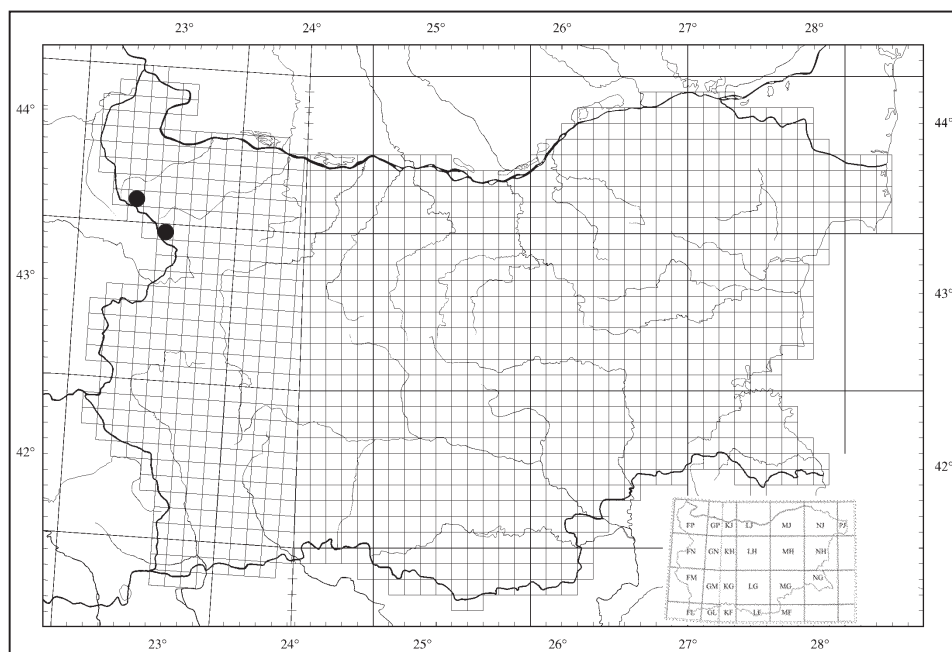 23° 24° 25° 26° 27° 28°
44° 44°
43° 43°
42° 42°
FP GP KJ LJ MJ NJ PJ
FN GN KH LH MH NH
FM GM KG LG MG NG
FL GL KF LF MF
23° 24° 25° 26° 27° 28°